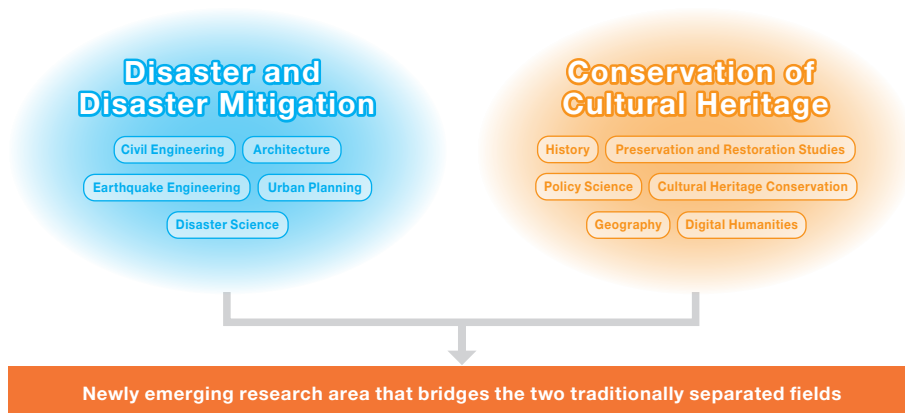 Disaster and
Disaster Mitigation
Civil Engineering
Architecture
Earthquake Engineering
Urban Planning
Disaster Science
Conservation of
Cultural Heritage
History
Preservation and Restoration Studies
Policy Science
Cultural Heritage Conservation
Geography
Digital Humanities
Newly emerging research area that bridges the two traditionally separated fields